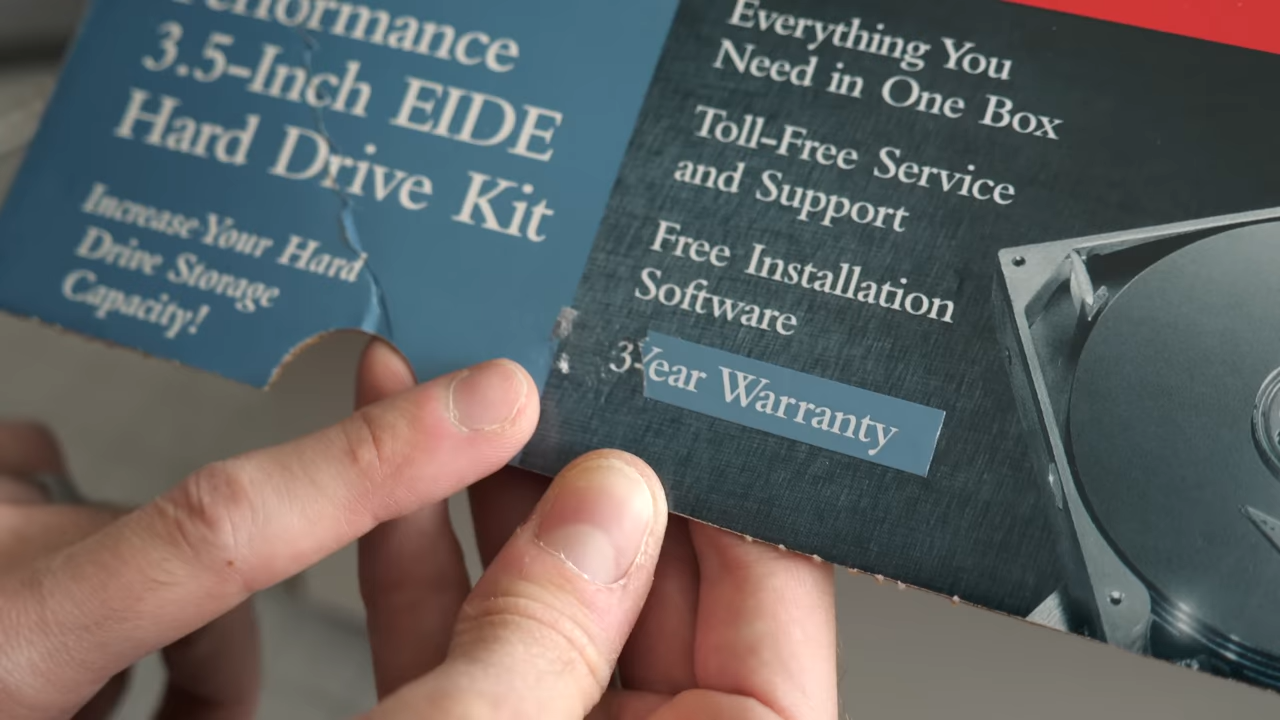 Performance
3.5-Inch EIDE
Hard Drive Kit
Increase Your Hard
Drive Storage
Capacity!
Everything You
Need in One Box
Toll-Free Service
and Support
Free Installation
Software
3-Year Warranty